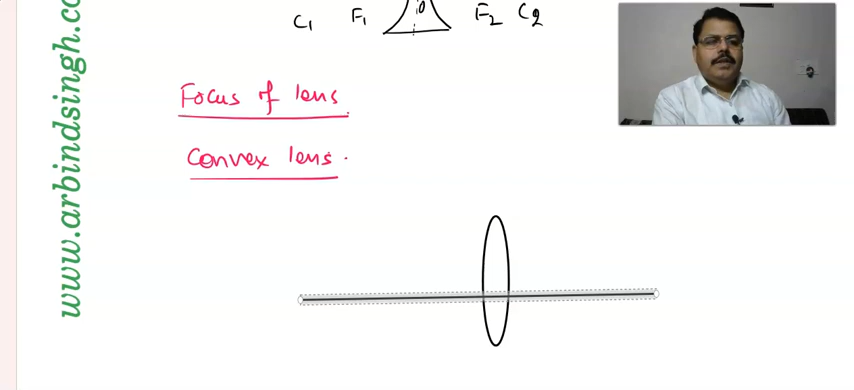 C1 F1 O F2 C2
Focus of lens.
Convex lens.
www.arbindsingh.co